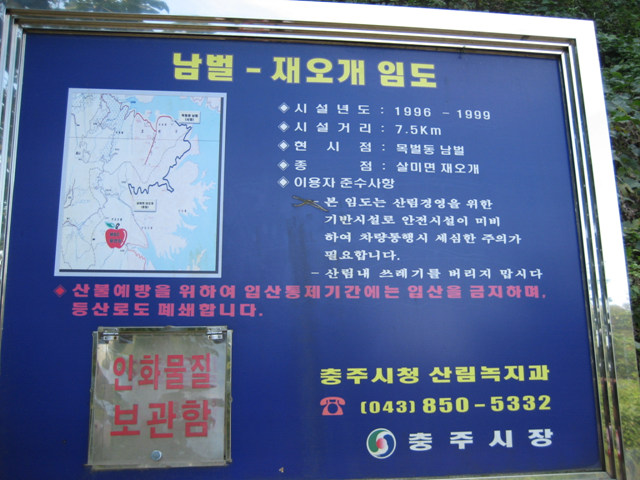 남벌 - 재오개 임도
◈ 시설년도 : 1996 - 1999
◈ 시설거리 : 7.5Km
◈ 현 시 점 : 목벌동 남벌
◈ 종 점 : 살미면 재오개
◈ 이용자 준수사항
- 본 임도는 산림경영을 위한
기반시설로 안전시설이 미비
하여 차량통행시 세심한 주의가
필요합니다.
- 산림내 쓰레기를 버리지 맙시다
◈ 산불예방을 위하여 입산통제기간에는 입산을 금지하며,
등산로도 폐쇄합니다.
인화물질
보관함
충주시청 산림녹지과
☎ (043) 850-5332
충주시장